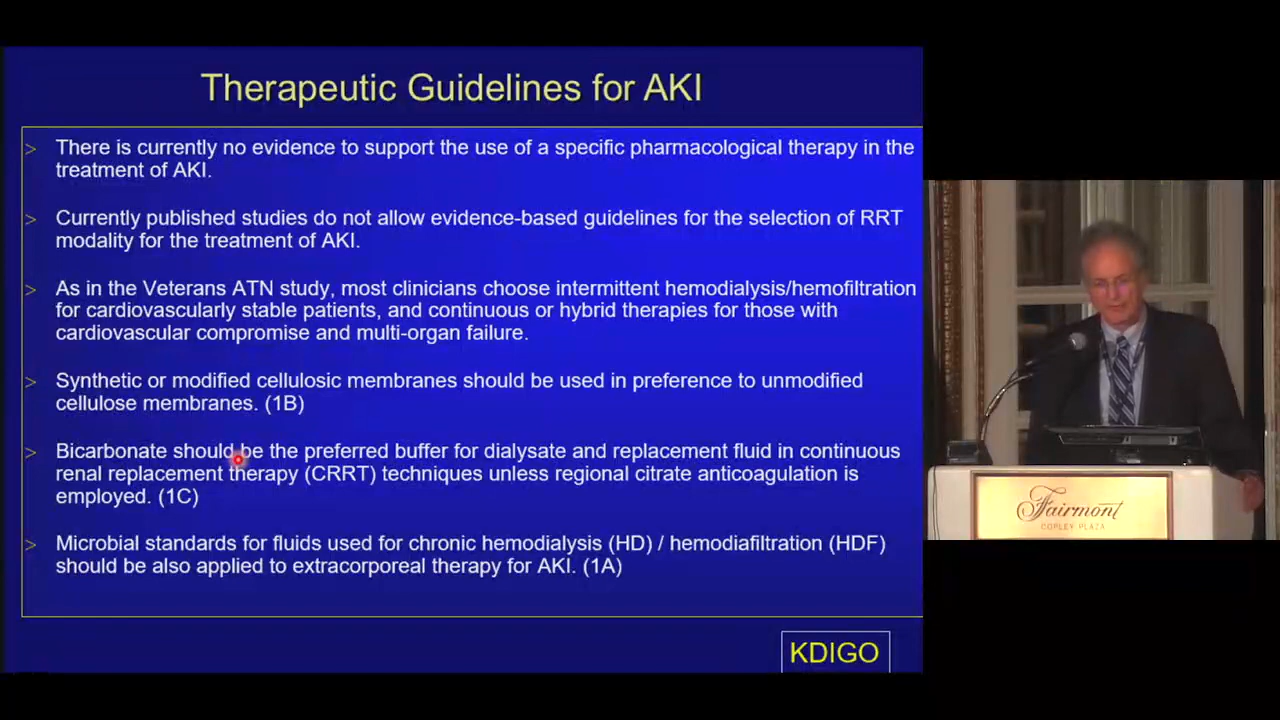 Therapeutic Guidelines for AKI
> There is currently no evidence to support the use of a specific pharmacological therapy in the
treatment of AKI.
> Currently published studies do not allow evidence-based guidelines for the selection of RRT
modality for the treatment of AKI.
> As in the Veterans ATN study, most clinicians choose intermittent hemodialysis/hemofiltration
for cardiovascularly stable patients, and continuous or hybrid therapies for those with
cardiovascular compromise and multi-organ failure.
> Synthetic or modified cellulosic membranes should be used in preference to unmodified
cellulose membranes. (1B)
> Bicarbonate should be the preferred buffer for dialysate and replacement fluid in continuous
renal replacement therapy (CRRT) techniques unless regional citrate anticoagulation is
employed. (1C)
> Microbial standards for fluids used for chronic hemodialysis (HD) / hemodiafiltration (HDF)
should be also applied to extracorporeal therapy for AKI. (1A)
KDIGO
Fairmont
COPLEY PLAZA